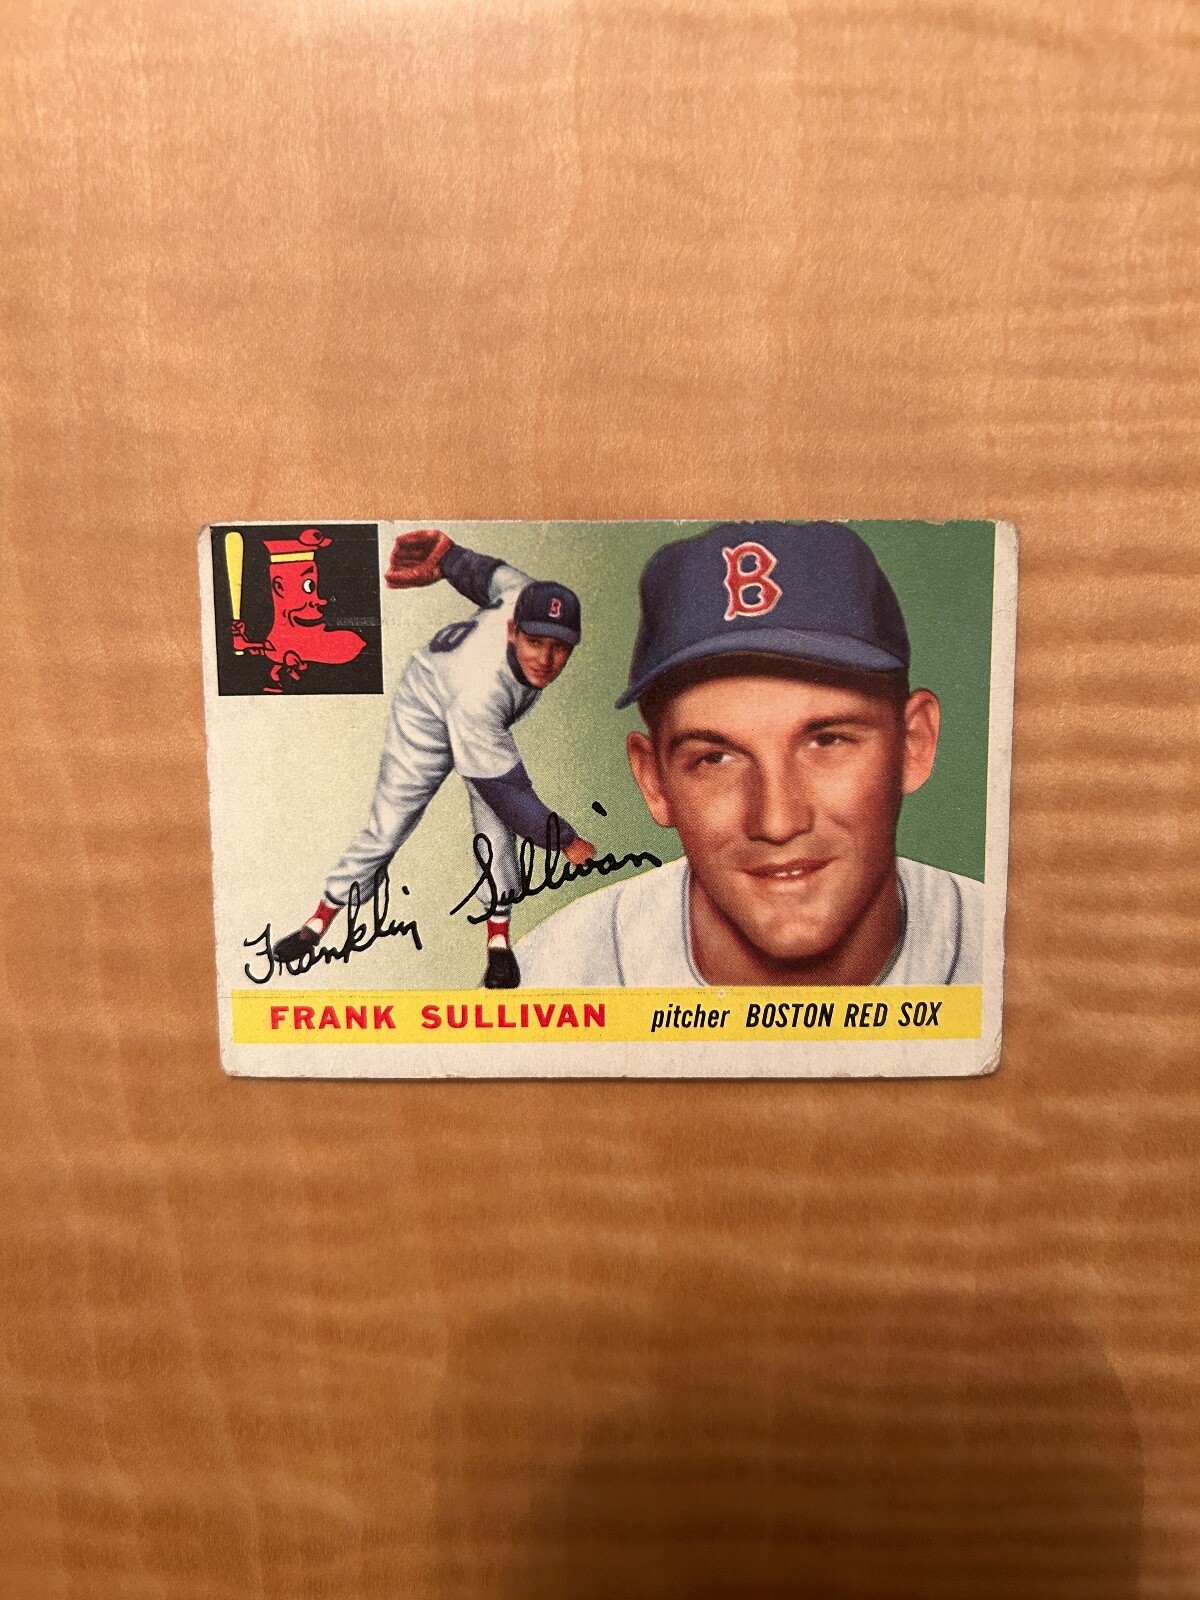 B
B
Franklin Sullivan
FRANK SULLIVAN pitcher BOSTON RED SOX